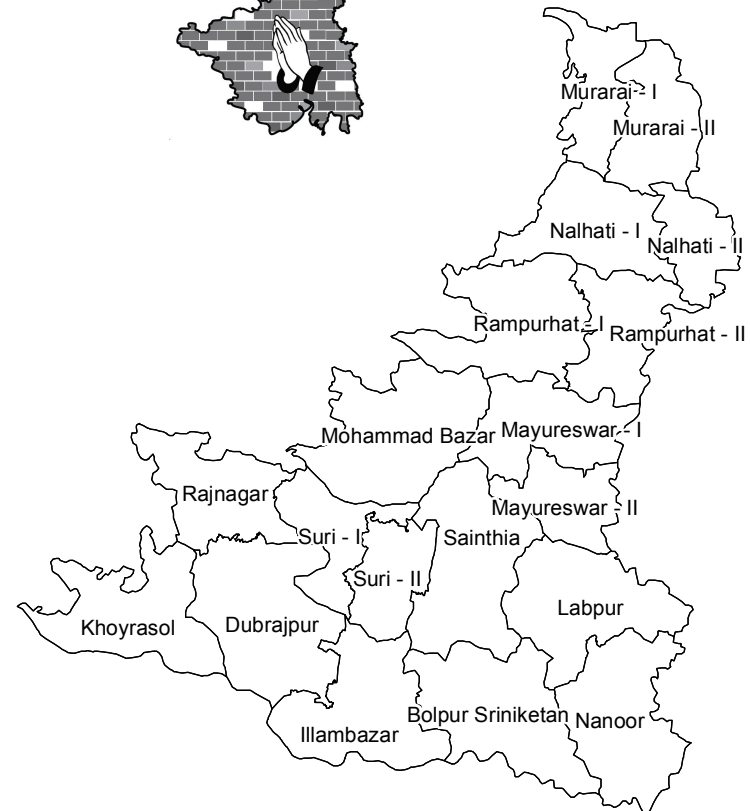 Murarai - I
Murarai - II
Nalhati - I
Nalhati - II
Rampurhat - I
Rampurhat - II
Mohammad Bazar
Mayureswar - I
Rajnagar
Mayureswar - II
Suri - I
Sainthia
Suri - II
Labpur
Khoyrasol
Dubrajpur
Bolpur Sriniketan
Nanoor
Illambazar